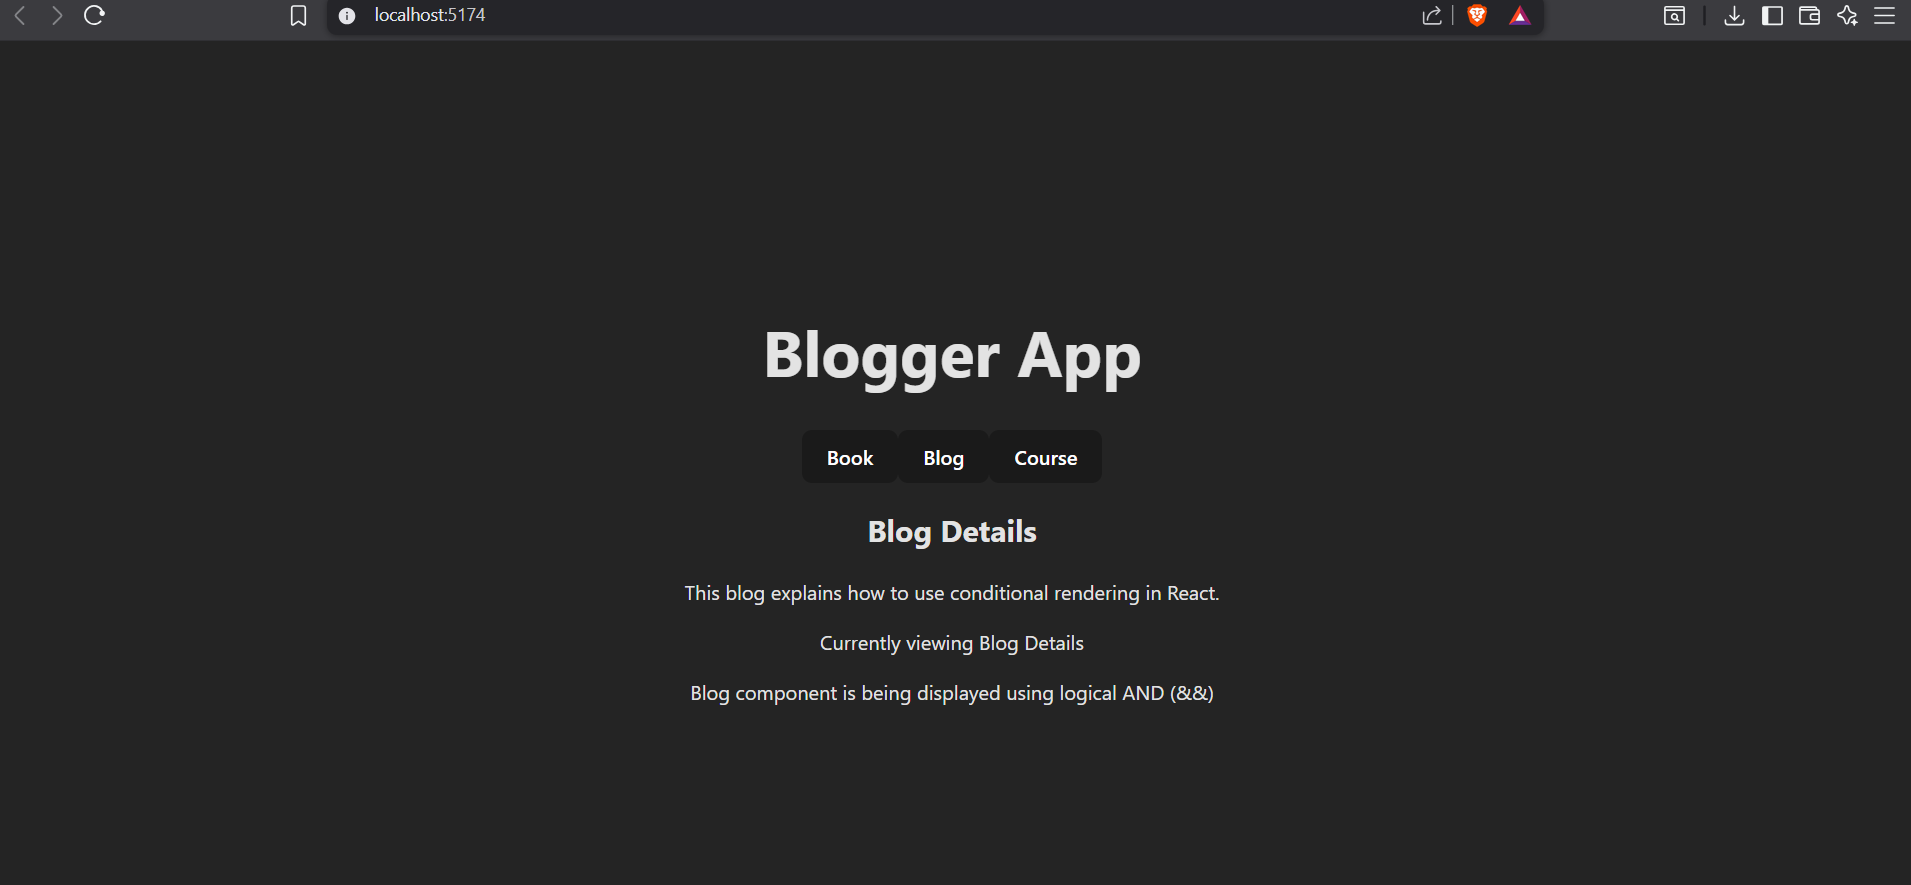 localhost:5174
Blogger App
Book Blog Course
Blog Details
This blog explains how to use conditional rendering in React.
Currently viewing Blog Details
Blog component is being displayed using logical AND (&&)